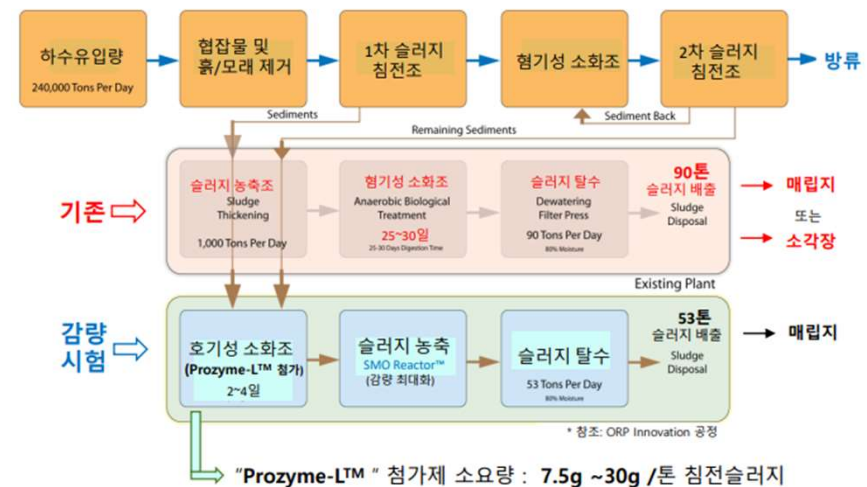 하수유입량
240,000 Tons Per Day
협잡물 및
흙/모래 제거
1차 슬러지
침전조
혐기성 소화조
2차 슬러지
침전조
방류
Sediments
Sediment Back
Remaining Sediments
기존
슬러지 농축조
Sludge
Thickening
1,000 Tons Per Day
혐기성 소화조
Anaerobic Biological
Treatment
25~30일
25-30 Days Digestion Time
슬러지 탈수
Dewatering
Filter Press
90 Tons Per Day
80% Moisture
90톤
슬러지 배출
Sludge
Disposal
매립지
또는
소각장
Existing Plant
감량
시험
호기성 소화조
(Prozyme-L™ 첨가)
2~4일
슬러지 농축
SMO Reactor™
(감량 최대화)
슬러지 탈수
53 Tons Per Day
80% Moisture
53톤
슬러지 배출
Sludge
Disposal
매립지
* 참조: ORP Innovation 공정
"Prozyme-L™ " 첨가제 소요량 : 7.5g ~30g /톤 침전슬러지